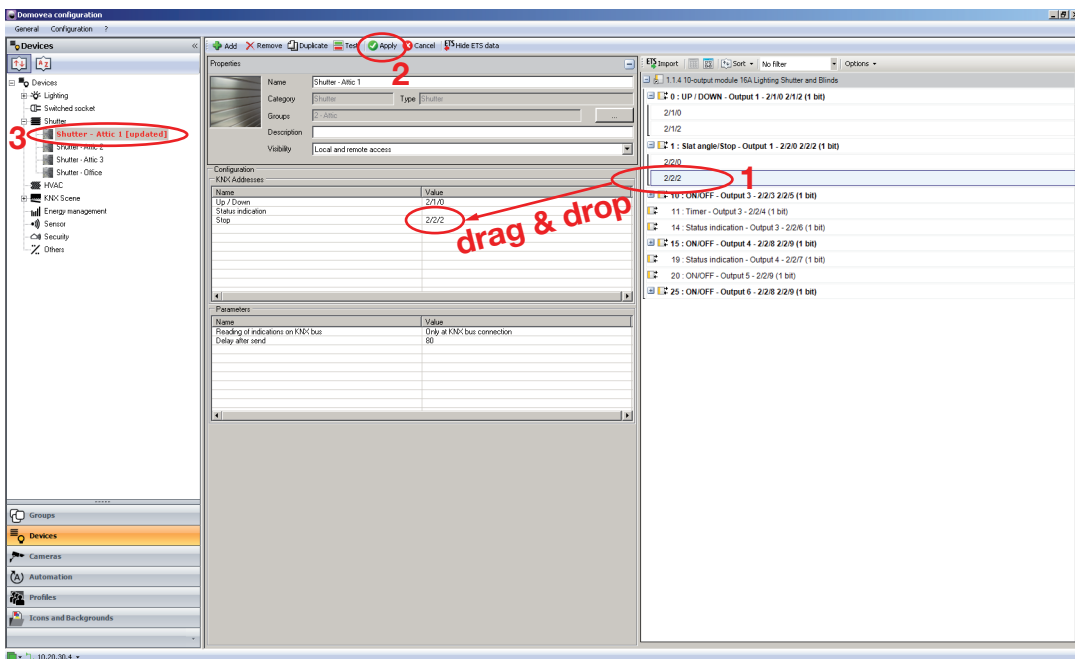 Domovea configuration
General Configuration ?
Devices «
Add Remove Duplicate Test Apply Cancel ETS Hide ETS data
2
Devices
Lighting
Switched socket
Shutter
3 Shutter - Attic 1 [updated]
Shutter - Attic 2
Shutter - Attic 3
Shutter - Office
HVAC
KNX Scene
Energy management
Sensor
Security
Others
Groups
Devices
Cameras
Automation
Profiles
Icons and Backgrounds
10.20.30.4
Properties
Name Shutter - Attic 1
Category Shutter Type Shutter
Groups 2 - Attic ...
Description
Visibility Local and remote access
Configuration
KNX Addresses
Name Value
Up / Down 2/1/0
Status indication
Stop 2/2/2
drag & drop
Parameters
Name Value
Reading of indications on KNX bus Only at KNX bus connection
Delay after send 80
ETS Import Sort No filter Options
1.1.4 10-output module 16A Lighting Shutter and Blinds
0 : UP / DOWN - Output 1 - 2/1/0 2/1/2 (1 bit)
2/1/0
2/1/2
1 : Slat angle/Stop - Output 1 - 2/2/0 2/2/2 (1 bit)
2/2/0
2/2/2 1
10 : ON/OFF - Output 3 - 2/2/3 2/2/5 (1 bit)
11 : Timer - Output 3 - 2/2/4 (1 bit)
14 : Status indication - Output 3 - 2/2/6 (1 bit)
15 : ON/OFF - Output 4 - 2/2/8 2/2/9 (1 bit)
19 : Status indication - Output 4 - 2/2/7 (1 bit)
20 : ON/OFF - Output 5 - 2/2/9 (1 bit)
25 : ON/OFF - Output 6 - 2/2/8 2/2/9 (1 bit)